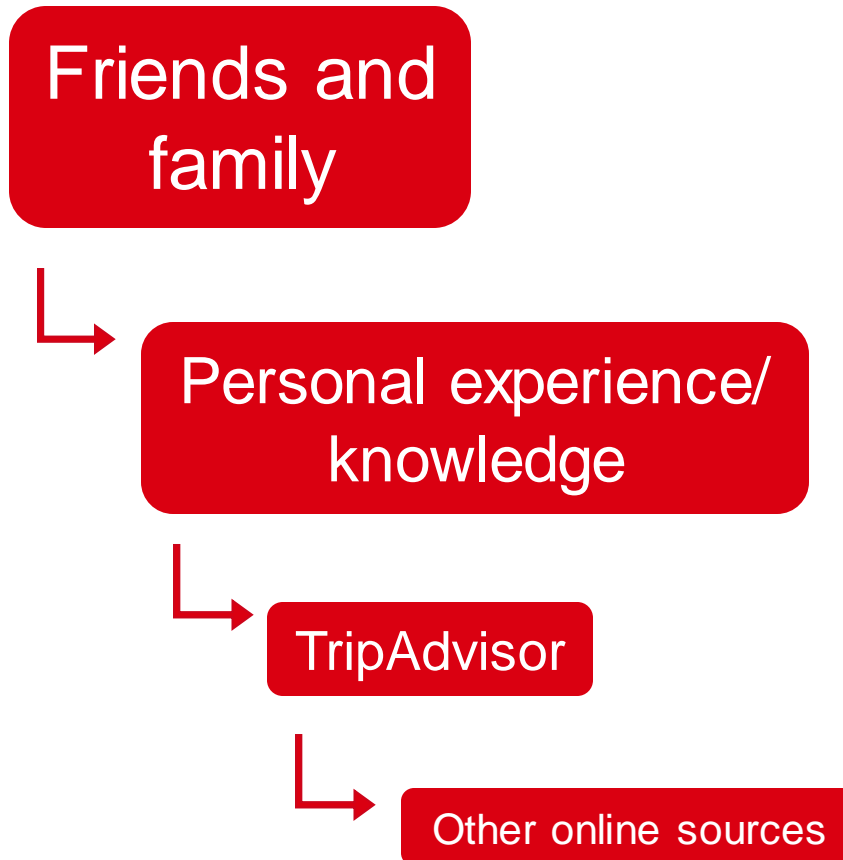 Friends and
family
Personal experience/
knowledge
TripAdvisor
Other online sources